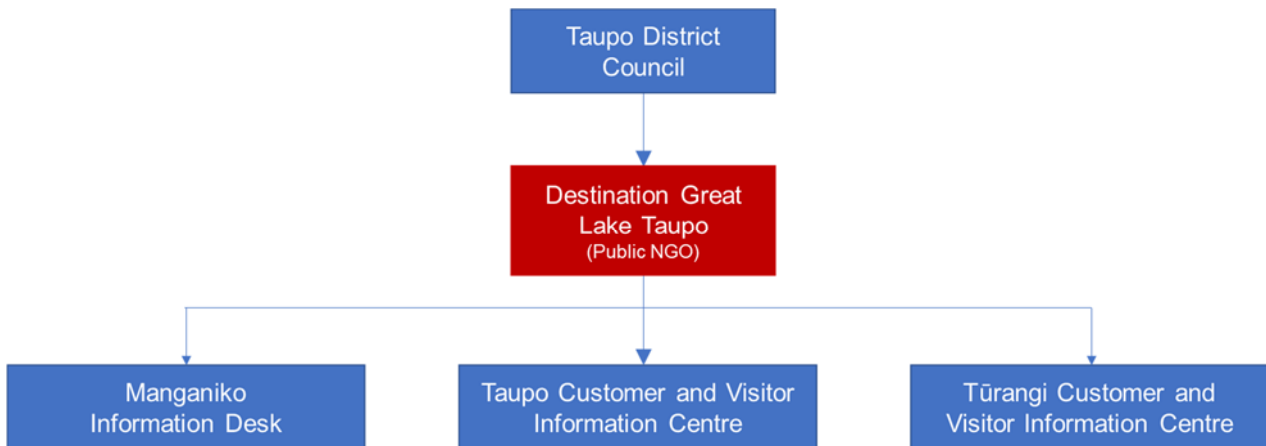 Taupo District
Council
Destination Great
Lake Taupo
(Public NGO)
Manganiko
Information Desk
Taupo Customer and Visitor
Information Centre
Tūrangi Customer and
Visitor Information Centre